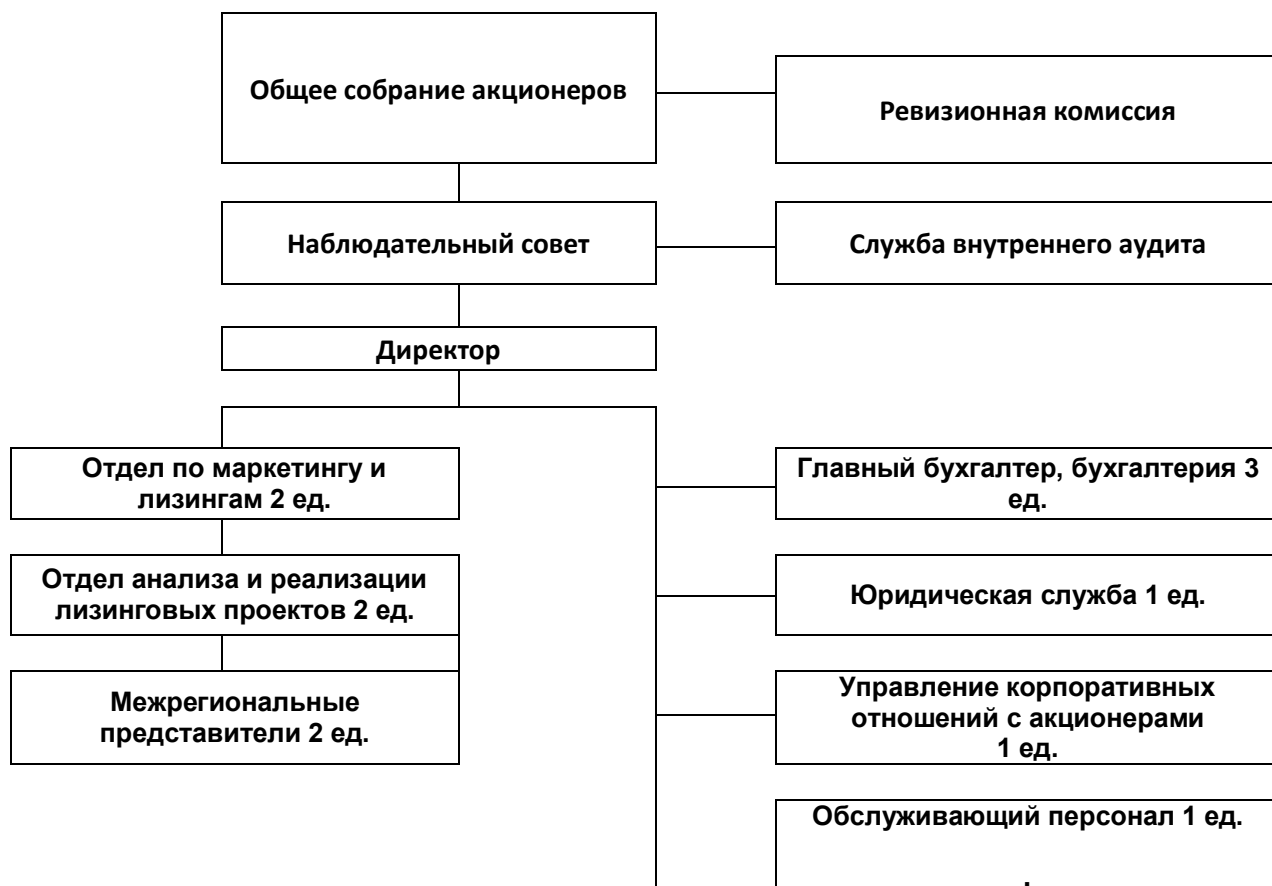 Общее собрание акционеров
Ревизионная комиссия
Наблюдательный совет
Служба внутреннего аудита
Директор
Отдел по маркетингу и
лизингам 2 ед.
Главный бухгалтер, бухгалтерия 3
ед.
Отдел анализа и реализации
лизинговых проектов 2 ед.
Юридическая служба 1 ед.
Межрегиональные
представители 2 ед.
Управление корпоративных
отношений с акционерами
1 ед.
Обслуживающий персонал 1 ед.